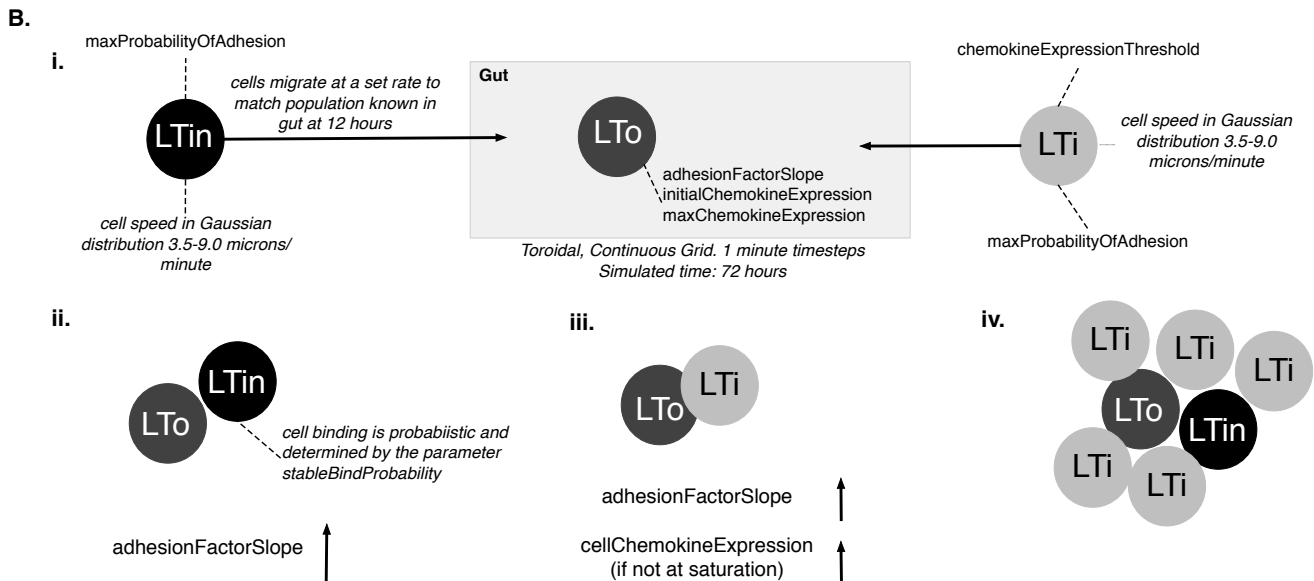 B.
i.
maxProbabilityOfAdhesion
LTin
cells migrate at a set rate to
match population known in
gut at 12 hours
cell speed in Gaussian
distribution 3.5-9.0 microns/
minute
Gut
LTo
adhesionFactorSlope
initialChemokineExpression
maxChemokineExpression
Toroidal, Continuous Grid. 1 minute timesteps
Simulated time: 72 hours
chemokineExpressionThreshold
LTi
cell speed in Gaussian
distribution 3.5-9.0
microns/minute
maxProbabilityOfAdhesion
ii.
LTin
LTo
cell binding is probabiistic and
determined by the parameter
stableBindProbability
adhesionFactorSlope
iii.
LTo
LTi
adhesionFactorSlope
cellChemokineExpression
(if not at saturation)
iv.
LTi
LTi
LTi
LTo
LTin
LTi
LTi